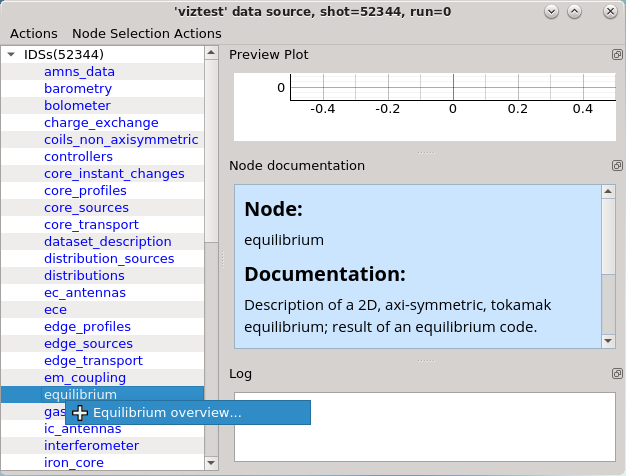 'viztest' data source, shot=52344, run=0
Actions Node Selection Actions
IDSs(52344)
amns_data
barometry
bolometer
charge_exchange
coils_non_axisymmetric
controllers
core_instant_changes
core_profiles
core_sources
core_transport
dataset_description
distribution_sources
distributions
ec_antennas
ece
edge_profiles
edge_sources
edge_transport
em_coupling
equilibrium
gas
Equilibrium overview...
ic_antennas
interferometer
iron_core
Preview Plot
0
-0.4 -0.2 0 0.2 0.4
Node documentation
Node:
equilibrium
Documentation:
Description of a 2D, axi-symmetric, tokamak
equilibrium; result of an equilibrium code.
Log